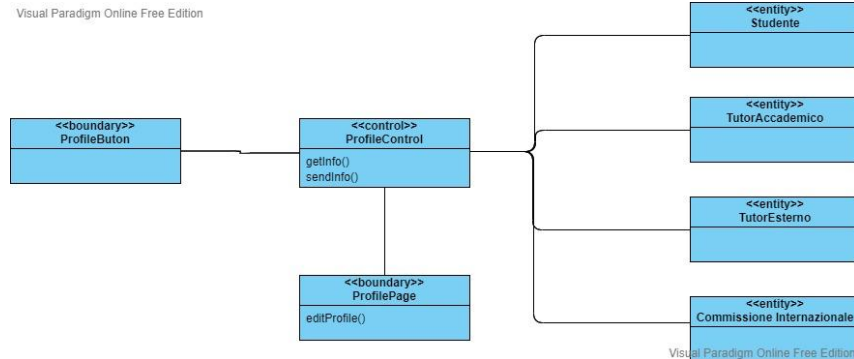 Visual Paradigm Online Free Edition
<<entity>>
Studente
<<entity>>
TutorAccademico
<<boundary>>
ProfileButon
<<control>>
ProfileControl
getInfo()
sendInfo()
<<entity>>
TutorEsterno
<<boundary>>
ProfilePage
editProfile()
<<entity>>
Commissione Internazionale
Visual Paradigm Online Free Edition